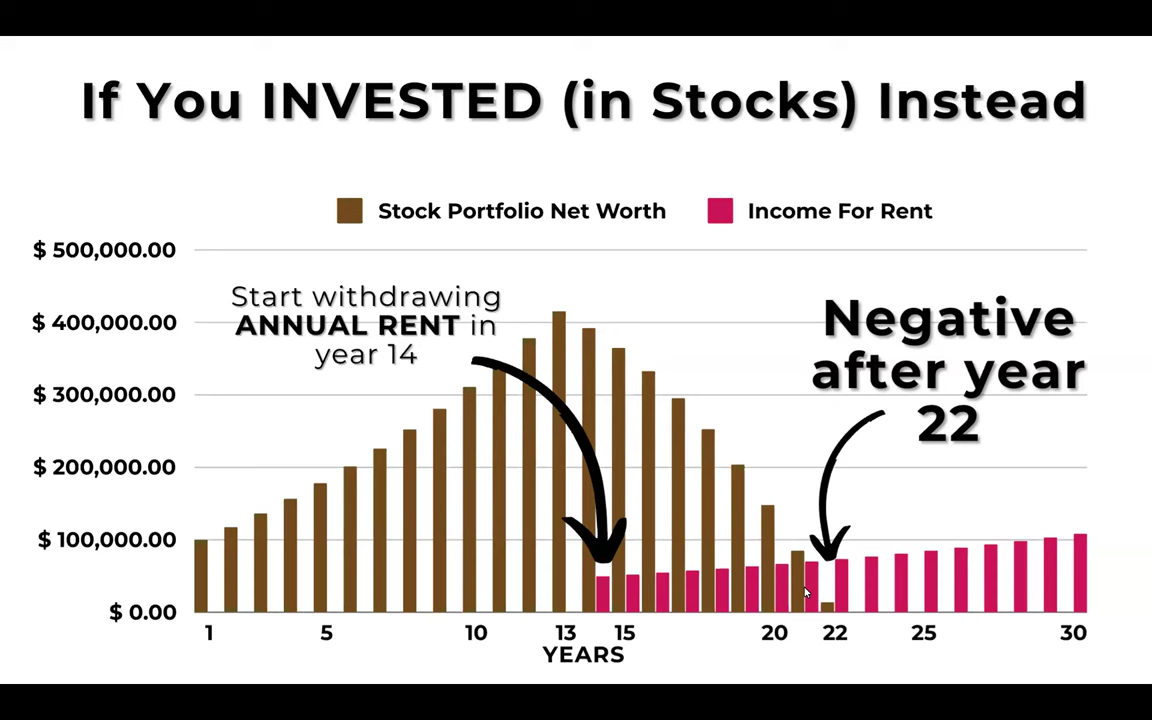 If You INVESTED (in Stocks) Instead
Stock Portfolio Net Worth
Income For Rent
$ 500,000.00
$ 400,000.00
$ 300,000.00
$ 200,000.00
$ 100,000.00
$ 0.00
Start withdrawing
ANNUAL RENT in
year 14
Negative
after year
22
1 5 10 13 15 20 22 25 30
YEARS